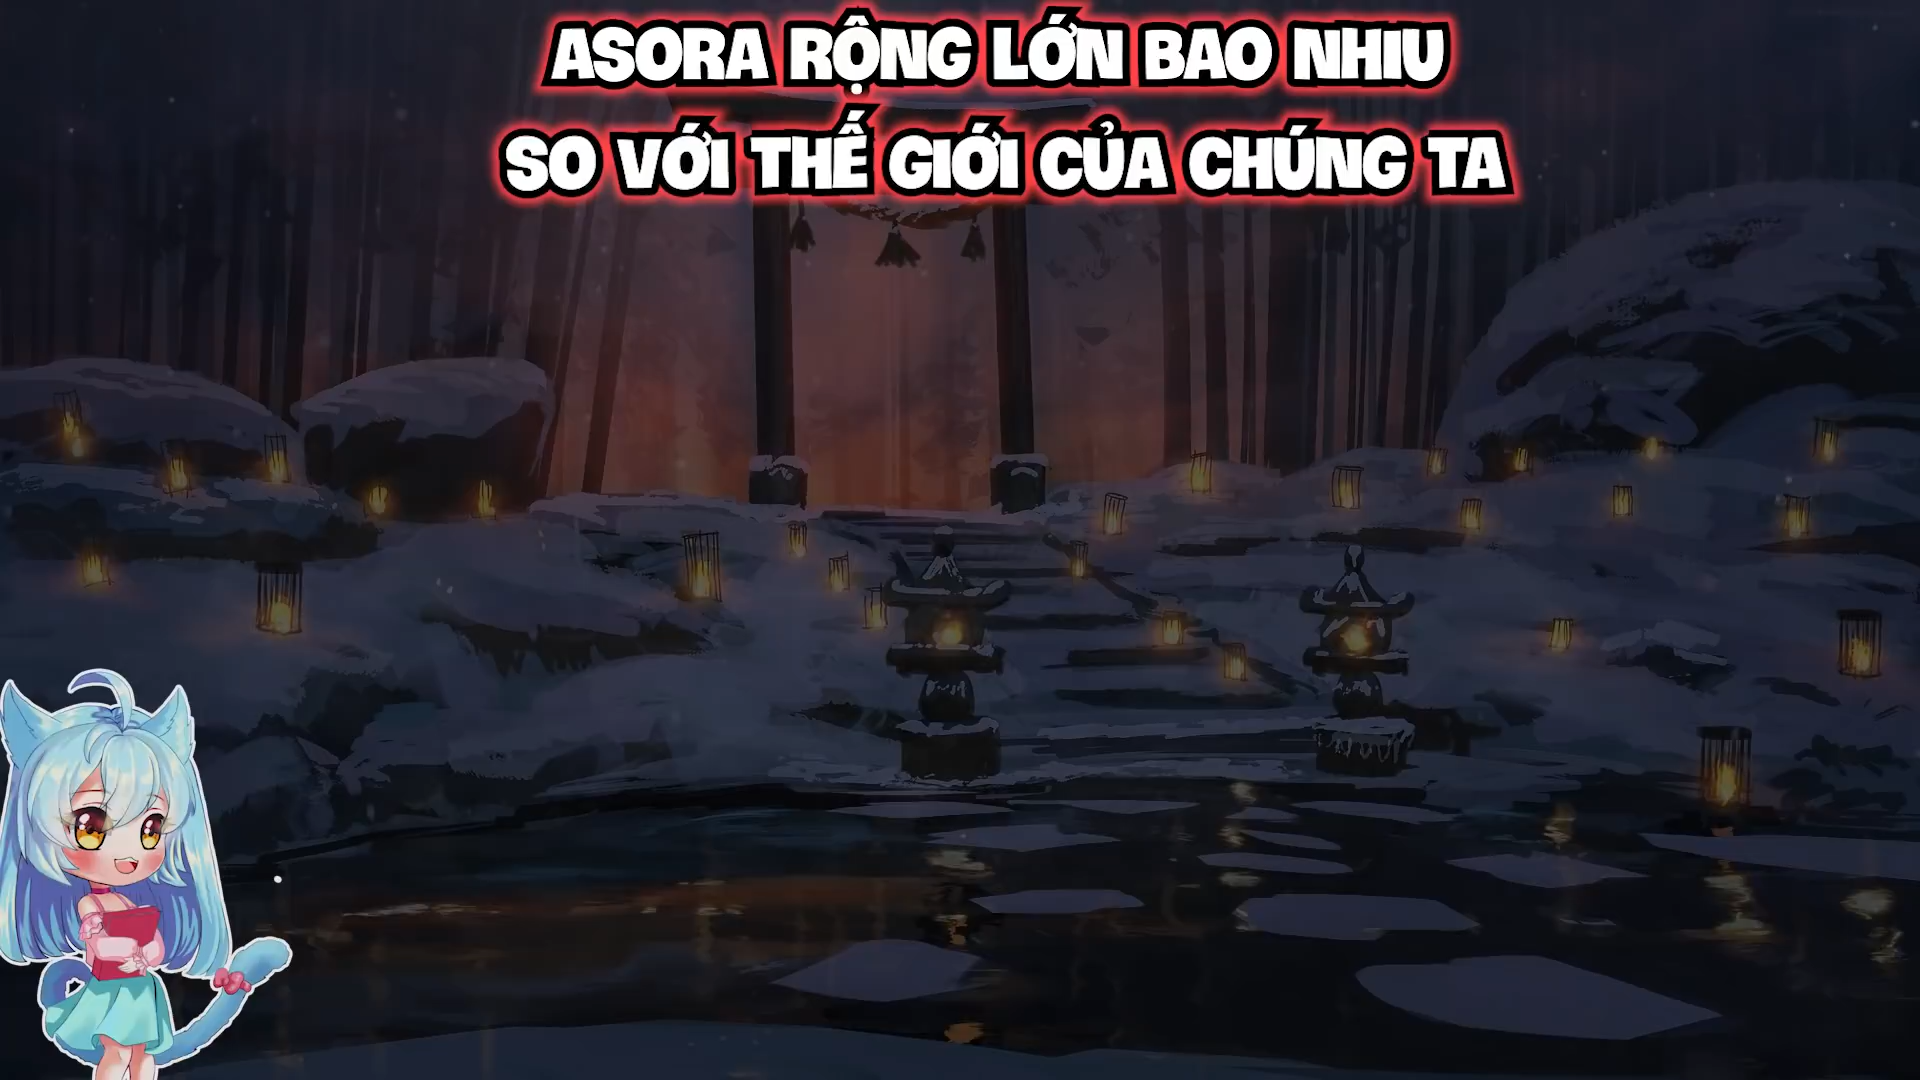 ASORA RỘNG LỚN BAO NHIU
SO VỚI THẾ GIỚI CỦA CHÚNG TA